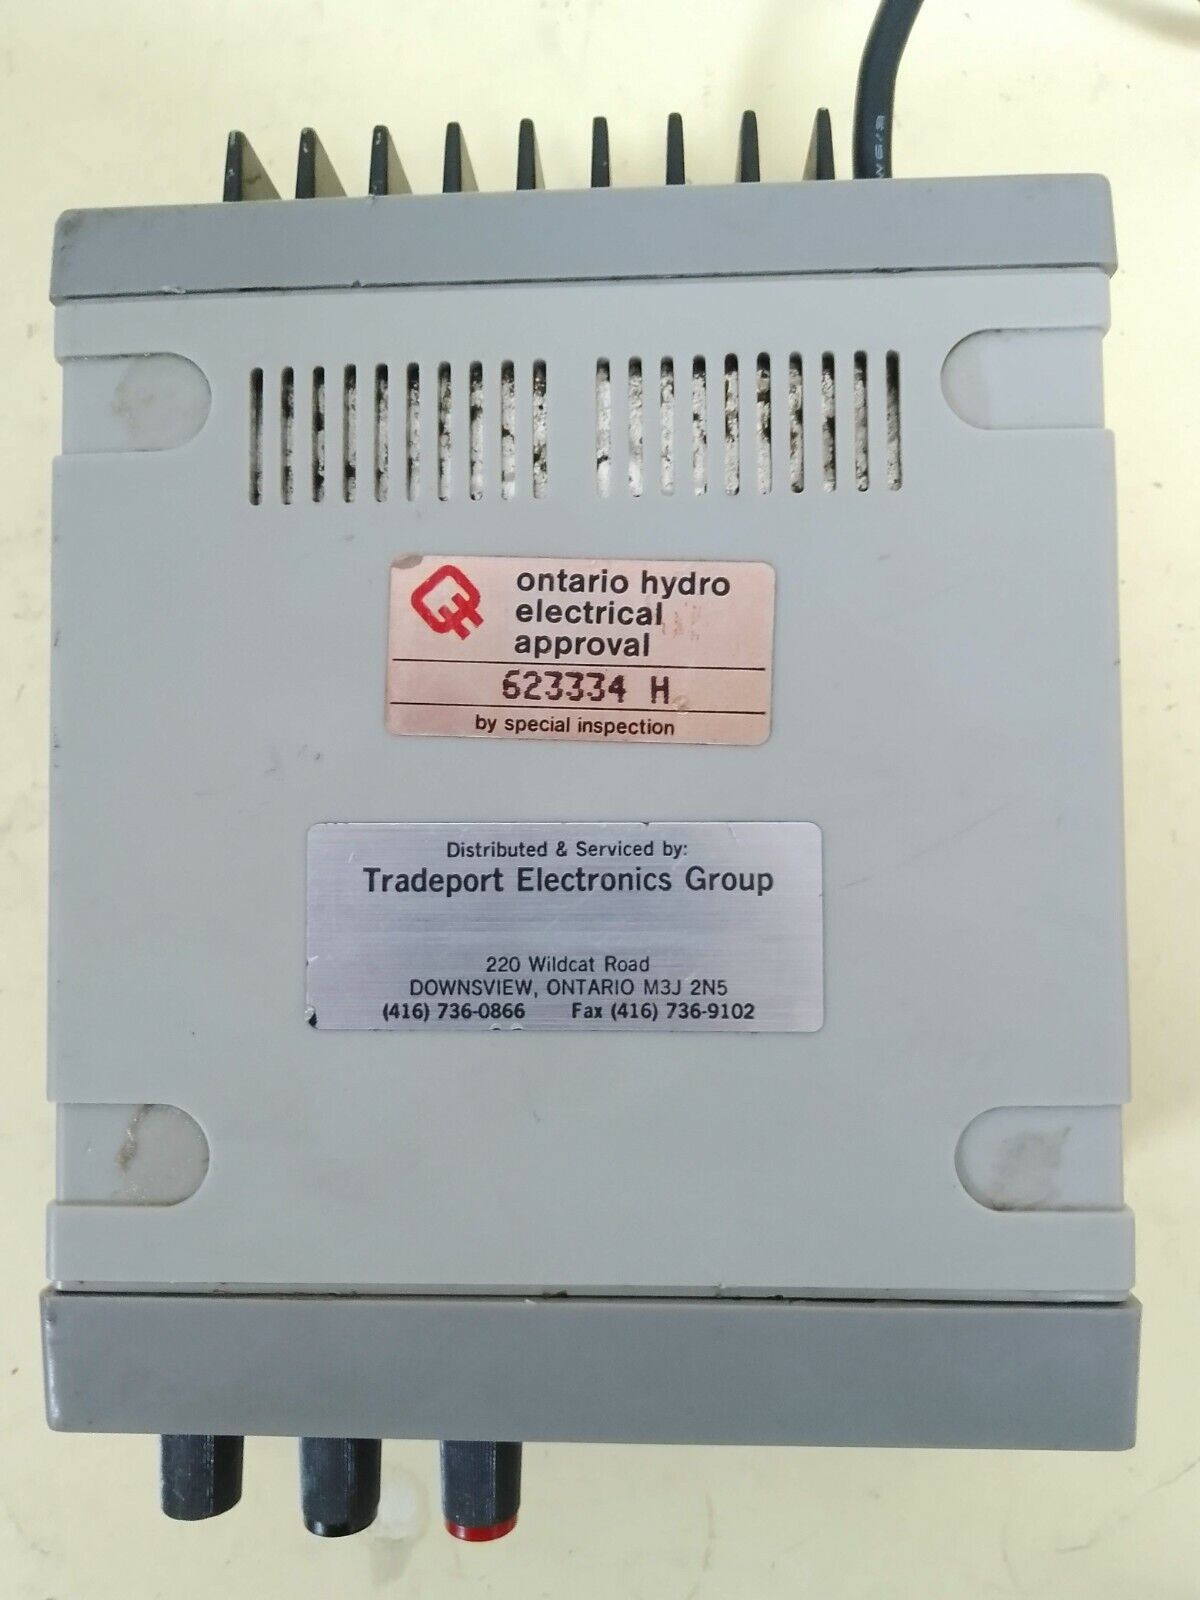 ontario hydro
electrical
approval
623334 H
by special inspection
Distributed & Serviced by:
Tradeport Electronics Group
220 Wildcat Road
DOWNSVIEW, ONTARIO M3J 2N5
(416) 736-0866 Fax (416) 736-9102